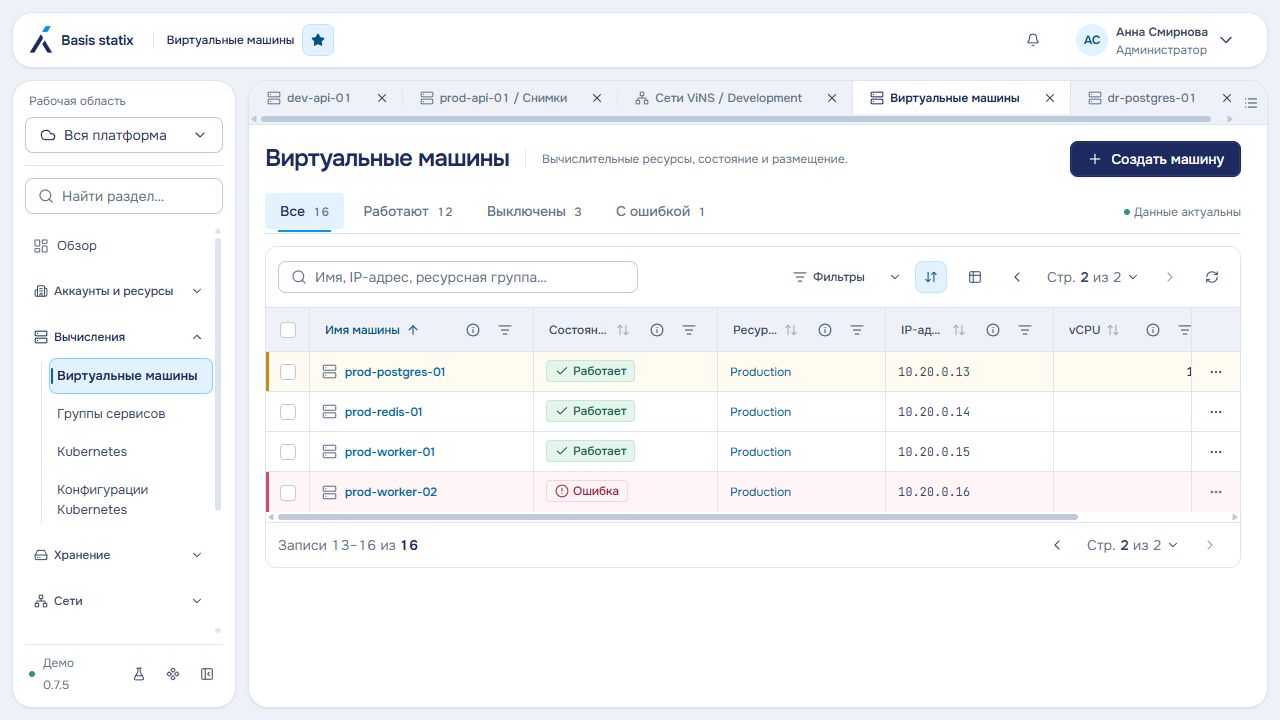 Basis statix
Виртуальные машины
АС
Анна Смирнова
Администратор
Рабочая область
Вся платформа
Найти раздел...
Обзор
Аккаунты и ресурсы
Вычисления
Виртуальные машины
Группы сервисов
Kubernetes
Конфигурации
Kubernetes
Хранение
Сети
Демо
0.7.5
dev-api-01
prod-api-01 / Снимки
Сети ViNS / Development
Виртуальные машины
dr-postgres-01
Виртуальные машины
Вычислительные ресурсы, состояние и размещение.
Создать машину
Все 16
Работают 12
Выключены 3
С ошибкой 1
Данные актуальны
Имя, IP-адрес, ресурсная группа...
Фильтры
Стр. 2 из 2
Имя машины
Состоян...
Ресур...
IP-ад...
vCPU
prod-postgres-01 Работает Production 10.20.0.13 1
prod-redis-01 Работает Production 10.20.0.14
prod-worker-01 Работает Production 10.20.0.15
prod-worker-02 Ошибка Production 10.20.0.16
Записи 13–16 из 16
Стр. 2 из 2